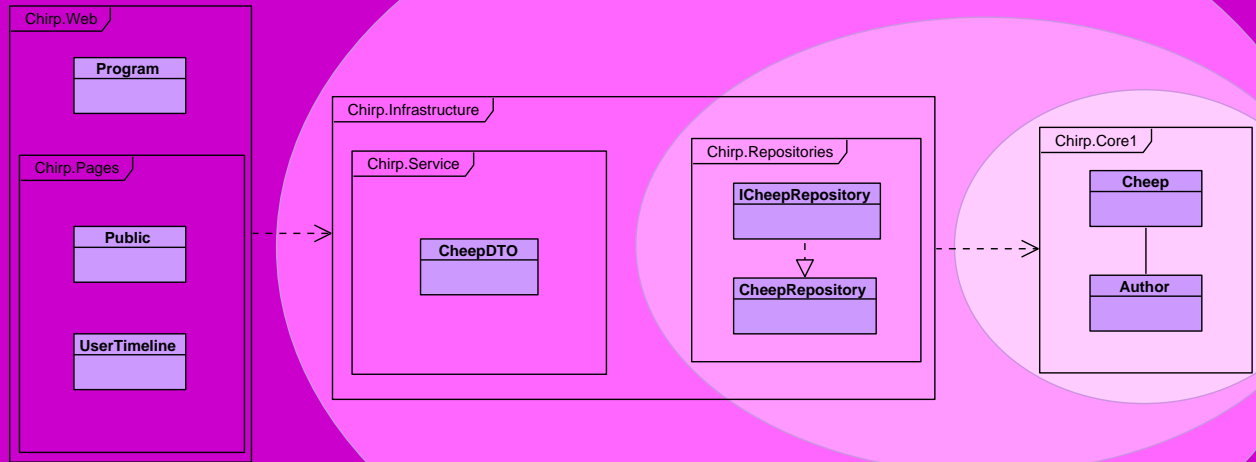 Chirp.Web
Program
Chirp.Pages
Public
UserTimeline
Chirp.Infrastructure
Chirp.Service
CheepDTO
Chirp.Repositories
ICheepRepository
CheepRepository
Chirp.Core1
Cheep
Author